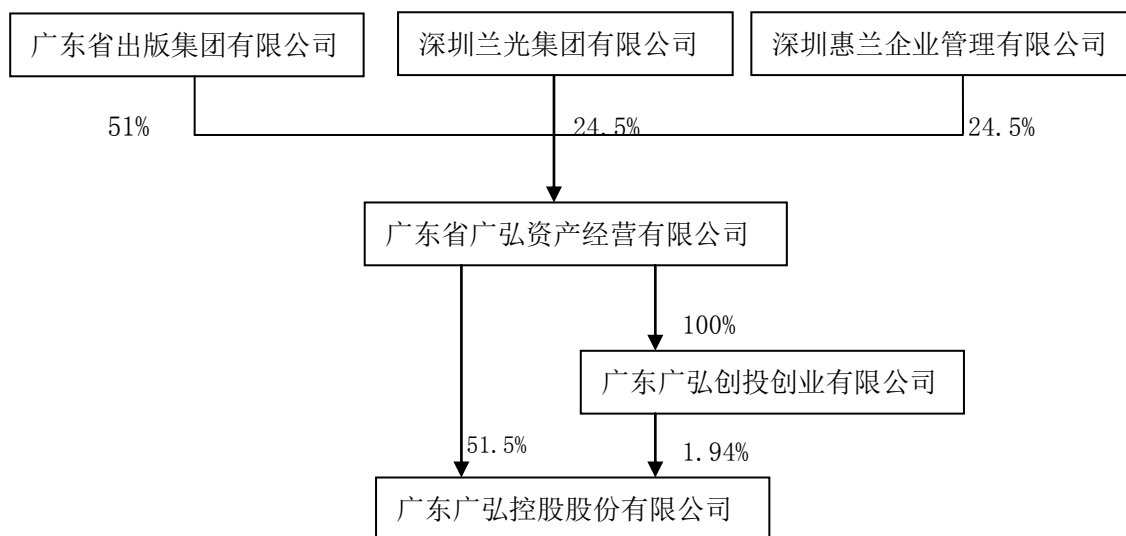 广东省出版集团有限公司
深圳兰光集团有限公司
深圳惠兰企业管理有限公司
51%
24.5%
24.5%
广东省广弘资产经营有限公司
100%
广东广弘创投创业有限公司
51.5%
1.94%
广东广弘控股股份有限公司